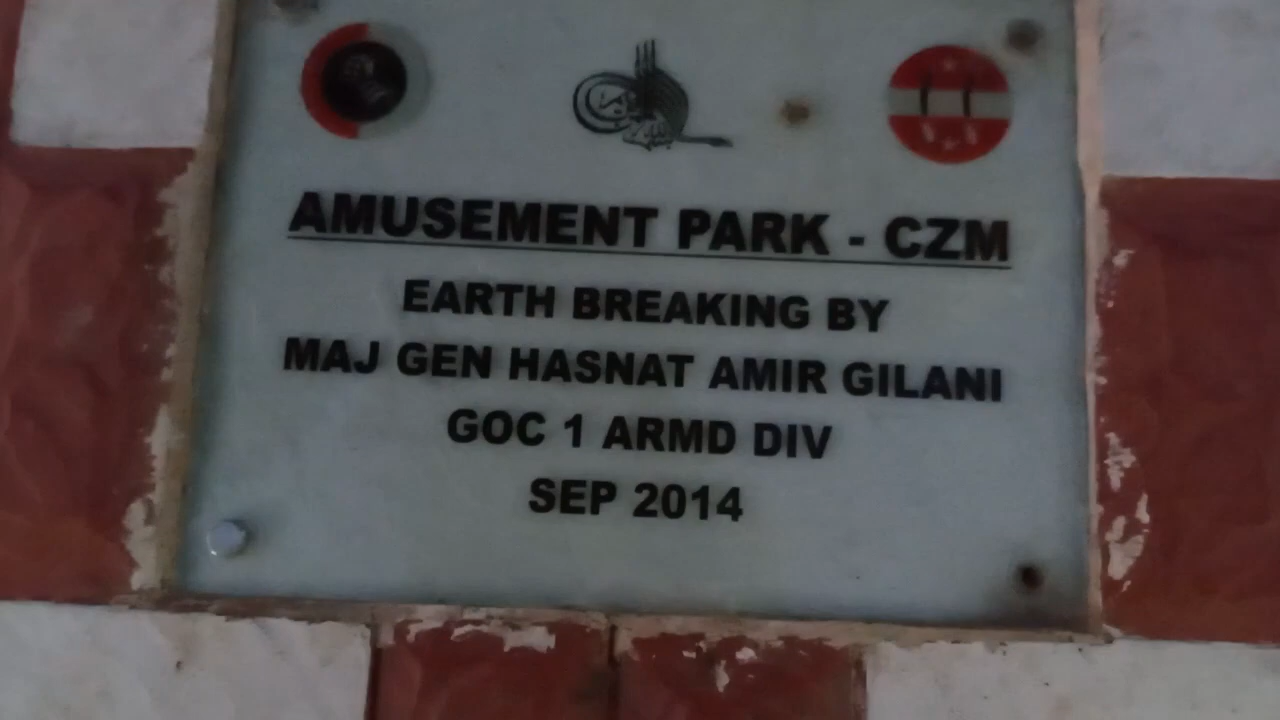 AMUSEMENT PARK - CZM
EARTH BREAKING BY
MAJ GEN HASNAT AMIR GILANI
GOC 1 ARMD DIV
SEP 2014